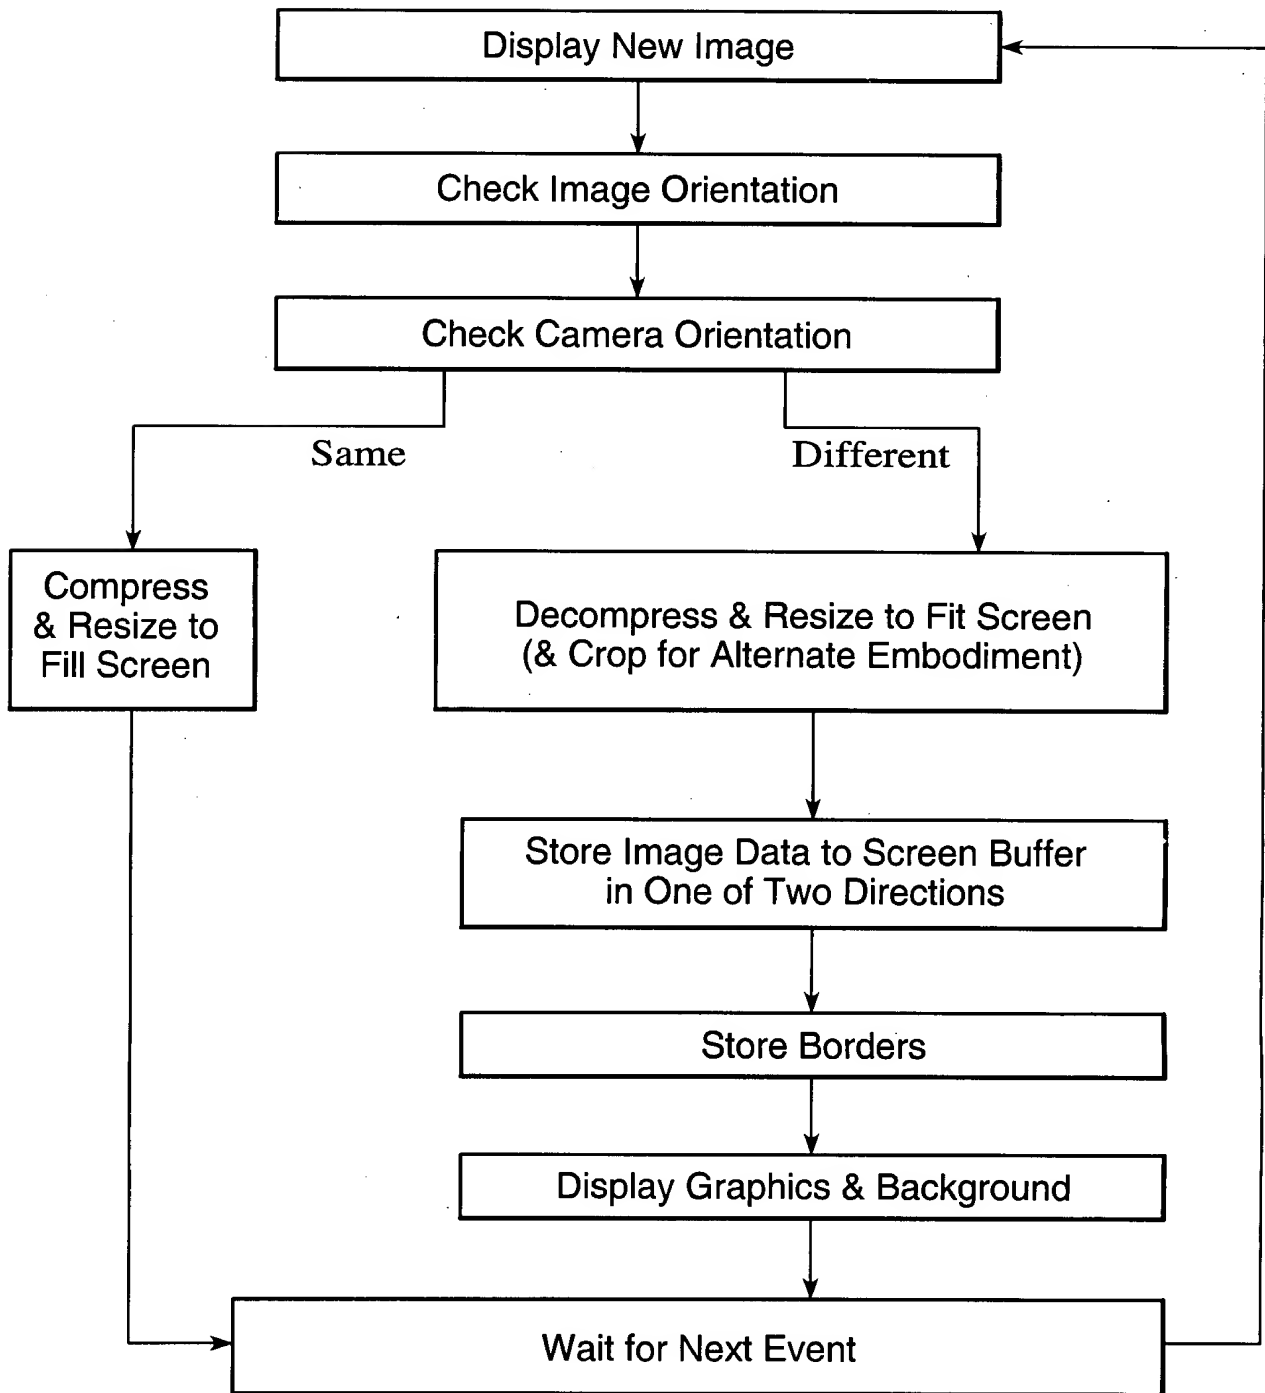 Display New Image
Check Image Orientation
Check Camera Orientation
Same
Different
Compress
& Resize to
Fill Screen
Decompress & Resize to Fit Screen
(& Crop for Alternate Embodiment)
Store Image Data to Screen Buffer
in One of Two Directions
Store Borders
Display Graphics & Background
Wait for Next Event